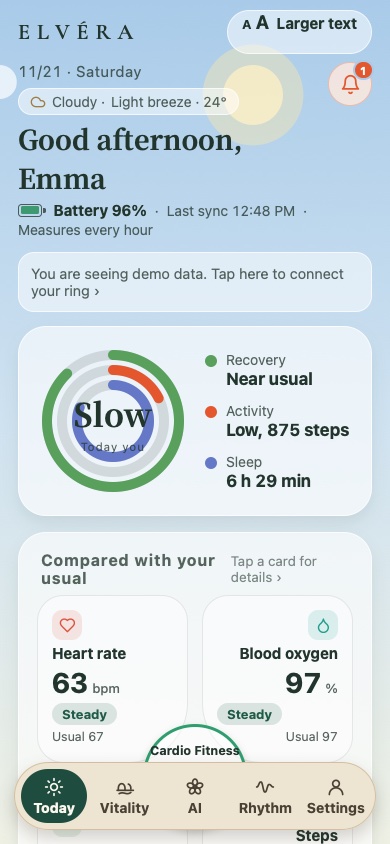 ELVÉRA
A A Larger text
11/21 · Saturday
1
Cloudy · Light breeze · 24°
Good afternoon,
Emma
Battery 96% · Last sync 12:48 PM ·
Measures every hour
You are seeing demo data. Tap here to connect
your ring ›
Slow
Today you
Recovery
Near usual
Activity
Low, 875 steps
Sleep
6 h 29 min
Compared with your
usual
Tap a card for
details ›
Heart rate
63 bpm
Steady
Usual 67
Blood oxygen
97 %
Steady
Usual 97
Cardio Fitness
Today
Vitality
AI
Rhythm
Settings
Steps